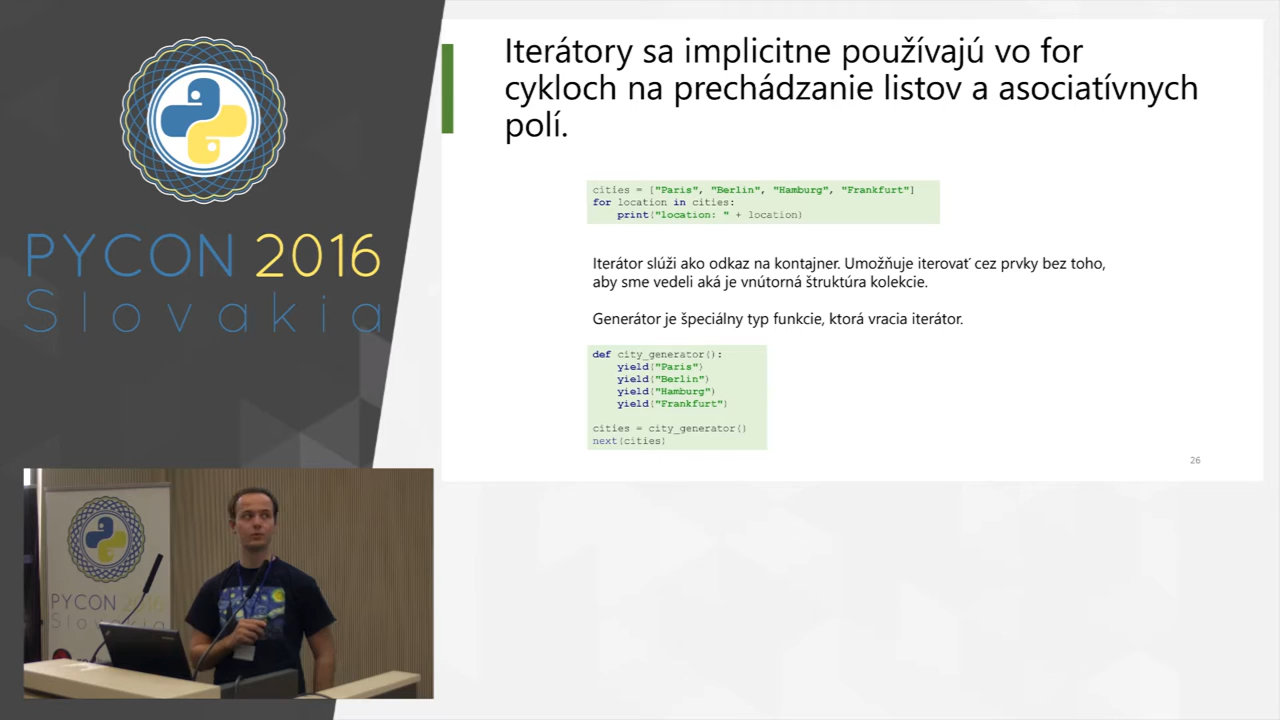 PYCON 2016
Slovakia
Iterátory sa implicitne používajú vo for
cykloch na prechádzanie listov a asociatívnych
polí.
cities = ["Paris", "Berlin", "Hamburg", "Frankfurt"]
for location in cities:
    print("location: " + location)
Iterátor slúži ako odkaz na kontajner. Umožňuje iterovať cez prvky bez toho,
aby sme vedeli aká je vnútorná štruktúra kolekcie.
Generátor je špeciálny typ funkcie, ktorá vracia iterátor.
def city_generator():
    yield("Paris")
    yield("Berlin")
    yield("Hamburg")
    yield("Frankfurt")
cities = city_generator()
next(cities)
26
PYCON 2016
Slovakia